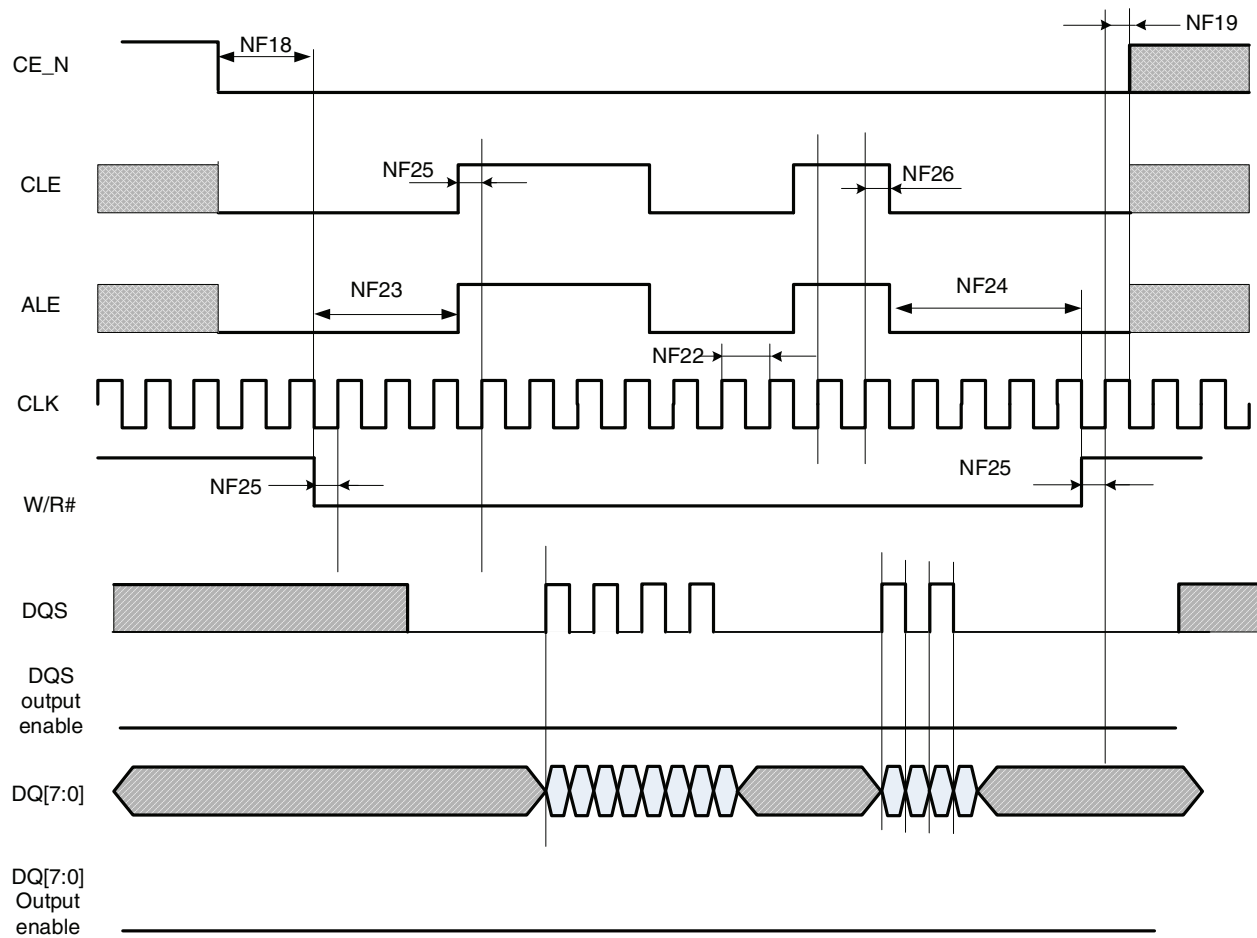 NF19
NF18
CE_N
NF25
NF26
CLE
NF23
NF24
ALE
NF22
CLK
NF25
NF25
W/R#
DQS
DQS
output
enable
DQ[7:0]
DQ[7:0]
Output
enable